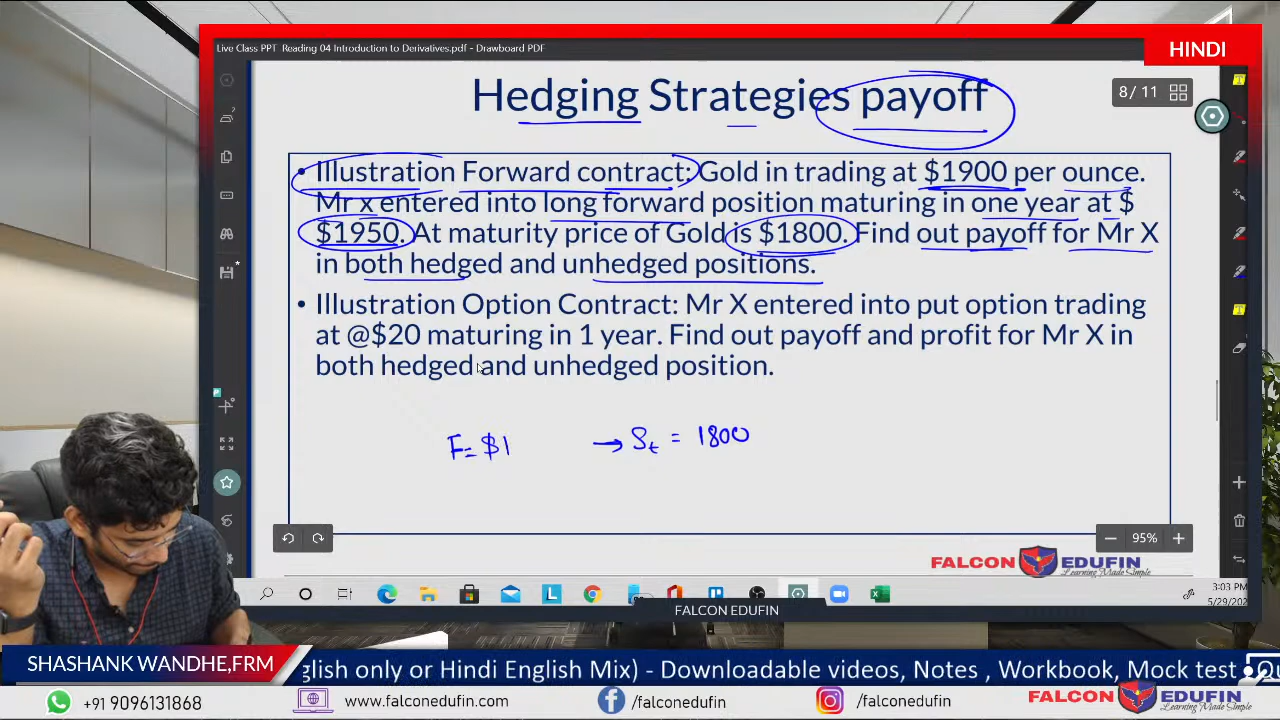 Live Class PPT Reading 04 Introduction to Derivatives.pdf - Drawboard PDF
HINDI
Hedging Strategies payoff
8 / 11
• Illustration Forward contract: Gold in trading at $1900 per ounce.
Mr x entered into long forward position maturing in one year at $
$1950. At maturity price of Gold is $1800. Find out payoff for Mr X
in both hedged and unhedged positions.
• Illustration Option Contract: Mr X entered into put option trading
at @$20 maturing in 1 year. Find out payoff and profit for Mr X in
both hedged and unhedged position.
F= $1 → St = 1800
95%
FALCON EDUFIN
Learning Made Simple
3:03 PM
5/29/202
FALCON EDUFIN
SHASHANK WANDHE,FRM
glish only or Hindi English Mix) - Downloadable videos, Notes , Workbook, Mock test
+91 9096131868
www.falconedufin.com
/falconedufin
/falconedufin
FALCON EDUFIN
Learning Made Simple